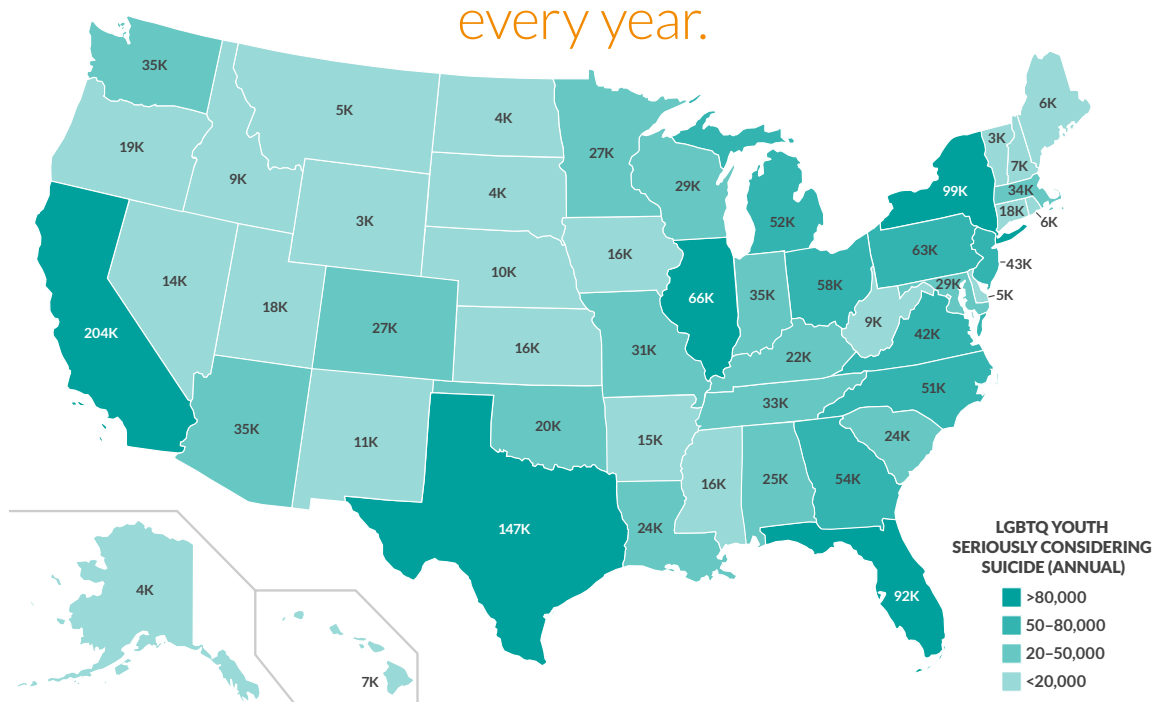 every year.
35K
5K
4K
19K
9K
4K
27K
29K
3K
14K
18K
10K
16K
52K
204K
27K
16K
31K
66K
35K
58K
63K
99K
3K
7K
6K
34K
18K
6K
43K
29K
5K
9K
42K
22K
51K
33K
24K
35K
11K
20K
15K
16K
25K
54K
147K
24K
92K
4K
7K
LGBTQ YOUTH
SERIOUSLY CONSIDERING
SUICIDE (ANNUAL)
>80,000
50–80,000
20–50,000
<20,000